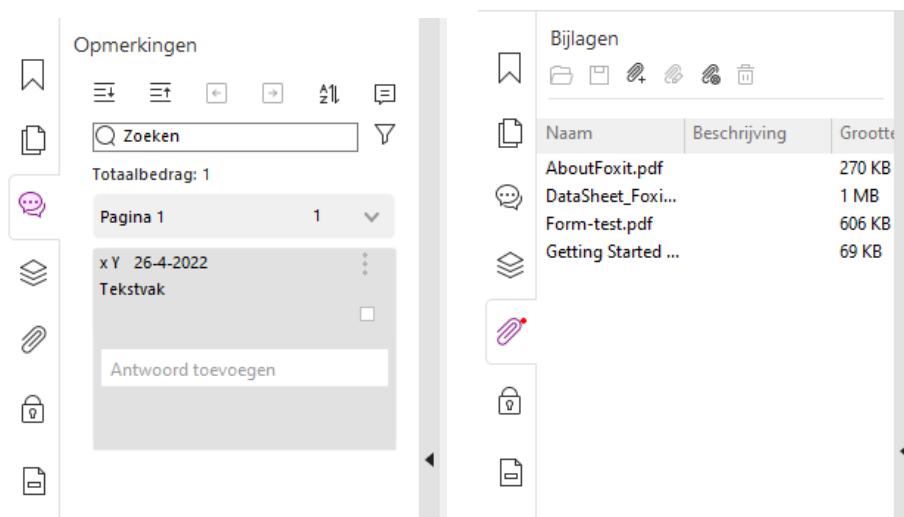 Opmerkingen
Zoeken
Totaalbedrag: 1
Pagina 1 1
x Y 26-4-2022
Tekstvak
Antwoord toevoegen
Bijlagen
Naam Beschrijving Grootte
AboutFoxit.pdf 270 KB
DataSheet_Foxi... 1 MB
Form-test.pdf 606 KB
Getting Started ... 69 KB